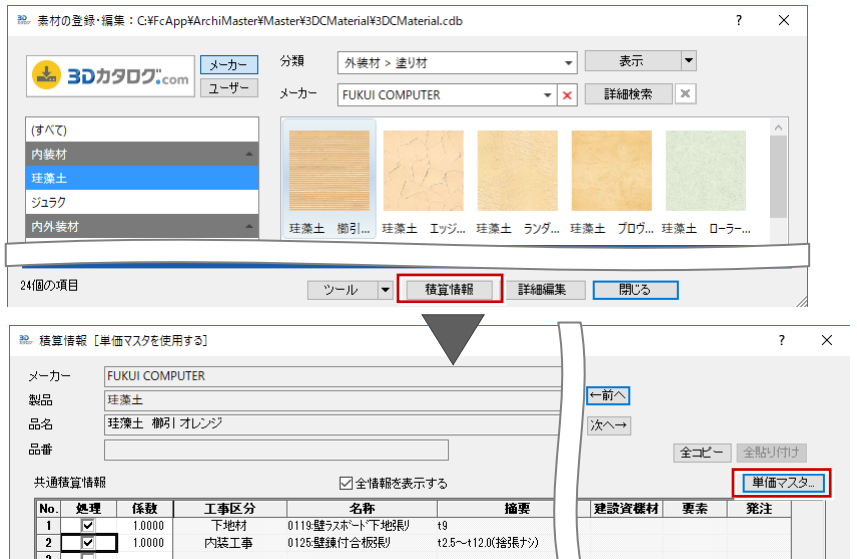 素材の登録・編集：C:¥FcApp¥ArchiMaster¥Master¥3DCMaterial¥3DCMaterial.cdb ? ×
3Dカタログ.com
メーカー
ユーザー
分類 外装材 > 塗り材 表示
メーカー FUKUI COMPUTER × 詳細検索 ×
(すべて)
内装材
珪藻土
ジュラク
内外装材
珪藻土 櫛引... 珪藻土 エッジ... 珪藻土 ランダ... 珪藻土 プロヴ... 珪藻土 ローラー...
24個の項目 ツール 積算情報 詳細編集 閉じる
積算情報［単価マスタを使用する］ ? ×
メーカー FUKUI COMPUTER
製品 珪藻土
品名 珪藻土 櫛引 オレンジ
品番
←前へ
次へ→
全コピー 全貼り付け
共通積算情報 全情報を表示する 単価マスタ...
No. 処理 係数 工事区分 名称 摘要 建設資機材 要素 発注
1 1.0000 下地材 0119:壁ラスボード下地張り t9
2 1.0000 内装工事 0125:壁錬付合板張り t2.5～t12.0(捨張ナシ)